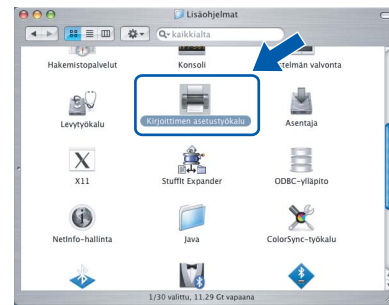 Lisäohjelmat
kaikkialta
Hakemistopalvelut
Konsoli
stelmän valvonta
Levytyökalu
Kirjoittimen asetustyökalu
Asentaja
X11
StuffIt Expander
ODBC-ylläpito
NetInfo-hallinta
Java
ColorSync-työkalu
1/30 valittu, 11.29 Gt vapaana